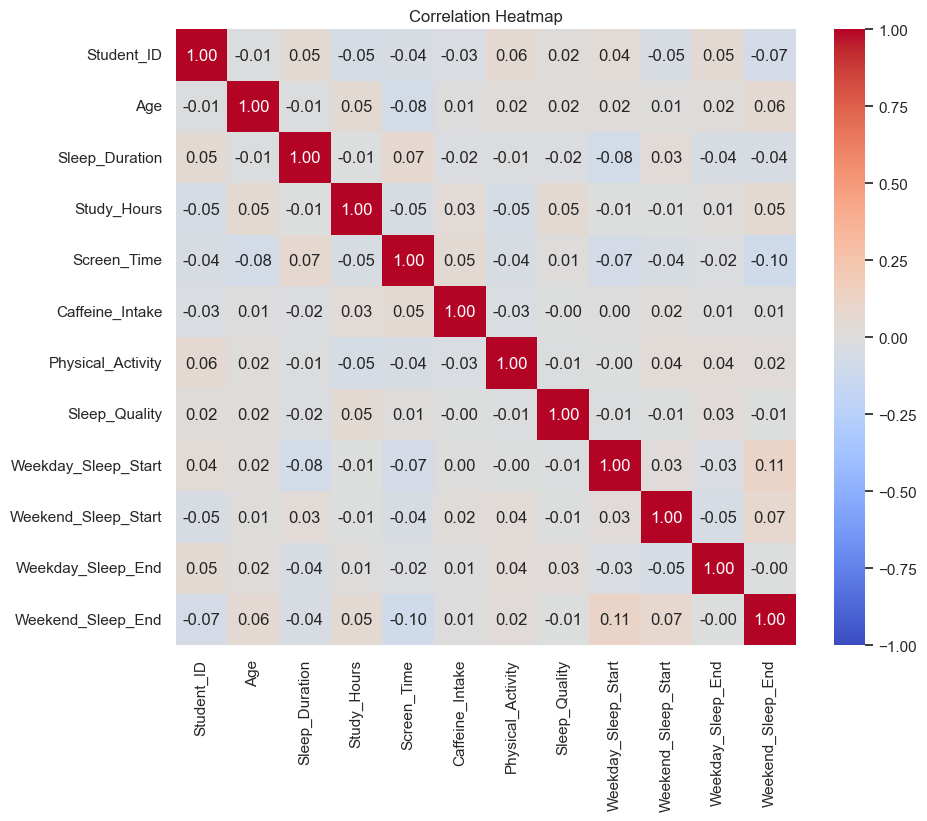 Correlation Heatmap
Student_ID 1.00 -0.01 0.05 -0.05 -0.04 -0.03 0.06 0.02 0.04 -0.05 0.05 -0.07
Age -0.01 1.00 -0.01 0.05 -0.08 0.01 0.02 0.02 0.02 0.01 0.02 0.06
Sleep_Duration 0.05 -0.01 1.00 -0.01 0.07 -0.02 -0.01 -0.02 -0.08 0.03 -0.04 -0.04
Study_Hours -0.05 0.05 -0.01 1.00 -0.05 0.03 -0.05 0.05 -0.01 -0.01 0.01 0.05
Screen_Time -0.04 -0.08 0.07 -0.05 1.00 0.05 -0.04 0.01 -0.07 -0.04 -0.02 -0.10
Caffeine_Intake -0.03 0.01 -0.02 0.03 0.05 1.00 -0.03 -0.00 0.00 0.02 0.01 0.01
Physical_Activity 0.06 0.02 -0.01 -0.05 -0.04 -0.03 1.00 -0.01 -0.00 0.04 0.04 0.02
Sleep_Quality 0.02 0.02 -0.02 0.05 0.01 -0.00 -0.01 1.00 -0.01 -0.01 0.03 -0.01
Weekday_Sleep_Start 0.04 0.02 -0.08 -0.01 -0.07 0.00 -0.00 -0.01 1.00 0.03 -0.03 0.11
Weekend_Sleep_Start -0.05 0.01 0.03 -0.01 -0.04 0.02 0.04 -0.01 0.03 1.00 -0.05 0.07
Weekday_Sleep_End 0.05 0.02 -0.04 0.01 -0.02 0.01 0.04 0.03 -0.03 -0.05 1.00 -0.00
Weekend_Sleep_End -0.07 0.06 -0.04 0.05 -0.10 0.01 0.02 -0.01 0.11 0.07 -0.00 1.00
Student_ID
Age
Sleep_Duration
Study_Hours
Screen_Time
Caffeine_Intake
Physical_Activity
Sleep_Quality
Weekday_Sleep_Start
Weekend_Sleep_Start
Weekday_Sleep_End
Weekend_Sleep_End
1.00
0.75
0.50
0.25
0.00
−0.25
−0.50
−0.75
−1.00